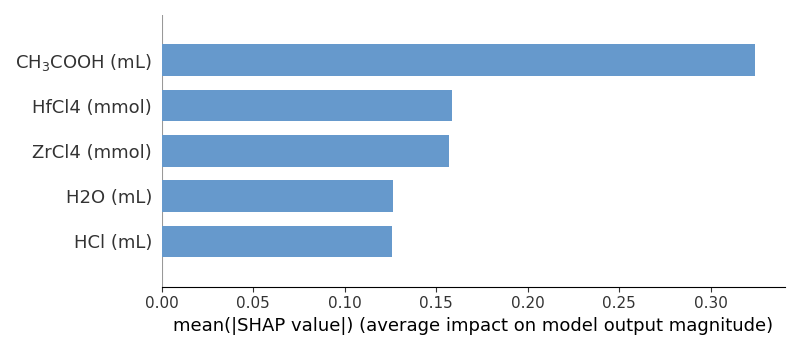 CH₃COOH (mL)
HfCl4 (mmol)
ZrCl4 (mmol)
H2O (mL)
HCl (mL)
0.00 0.05 0.10 0.15 0.20 0.25 0.30
mean(|SHAP value|) (average impact on model output magnitude)